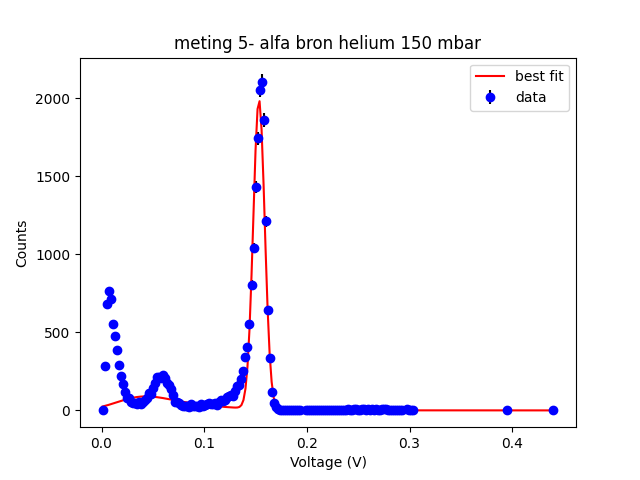 meting 5- alfa bron helium 150 mbar
best fit
data
Counts
2000
1500
1000
500
0
0.0 0.1 0.2 0.3 0.4
Voltage (V)